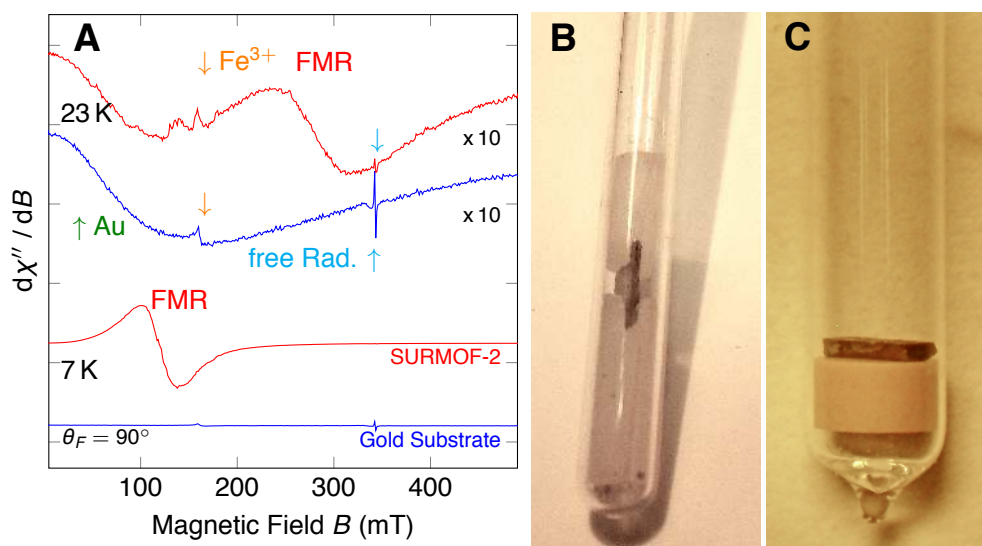 A
B
C
↓ Fe³⁺
FMR
23 K
x 10
↓
↓
x 10
↑ Au
free Rad. ↑
dχ′′ / dB
FMR
7 K
SURMOF-2
θF = 90°
Gold Substrate
100
200
300
400
Magnetic Field B (mT)